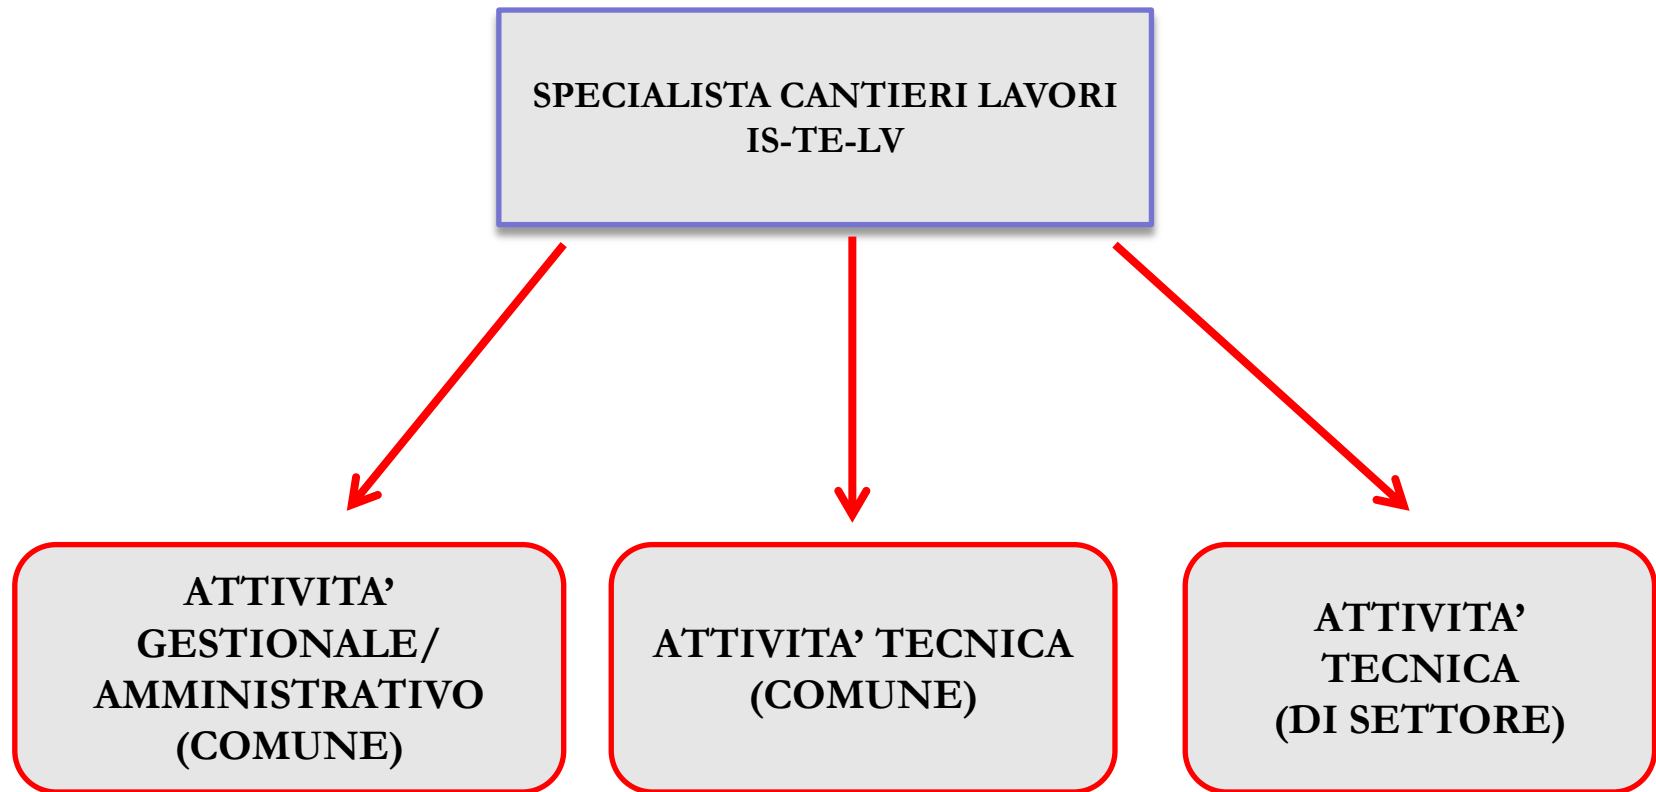 SPECIALISTA CANTIERI LAVORI
IS-TE-LV
ATTIVITA’
GESTIONALE/
AMMINISTRATIVO
(COMUNE)
ATTIVITA’ TECNICA
(COMUNE)
ATTIVITA’
TECNICA
(DI SETTORE)